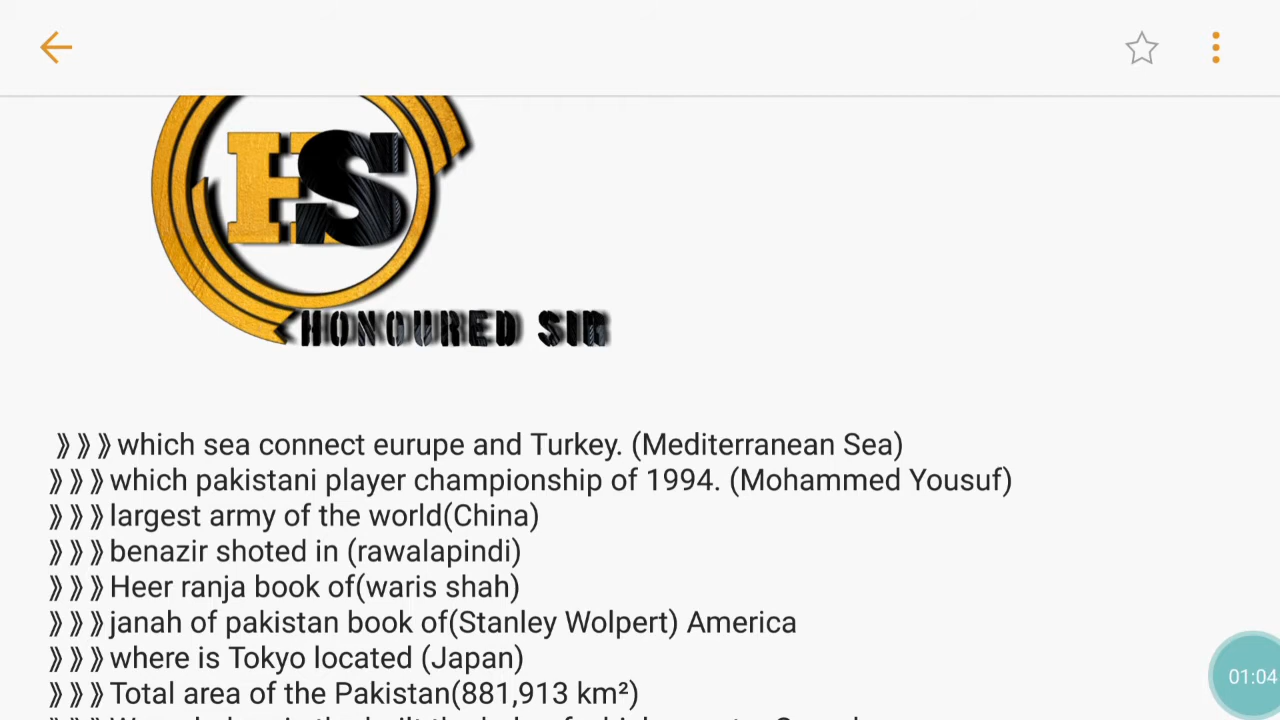 HS
HONOURED SIR
》》》which sea connect eurupe and Turkey. (Mediterranean Sea)
》》》which pakistani player championship of 1994. (Mohammed Yousuf)
》》》largest army of the world(China)
》》》benazir shoted in (rawalapindi)
》》》Heer ranja book of(waris shah)
》》》janah of pakistan book of(Stanley Wolpert) America
》》》where is Tokyo located (Japan)
》》》Total area of the Pakistan(881,913 km²)
01:04